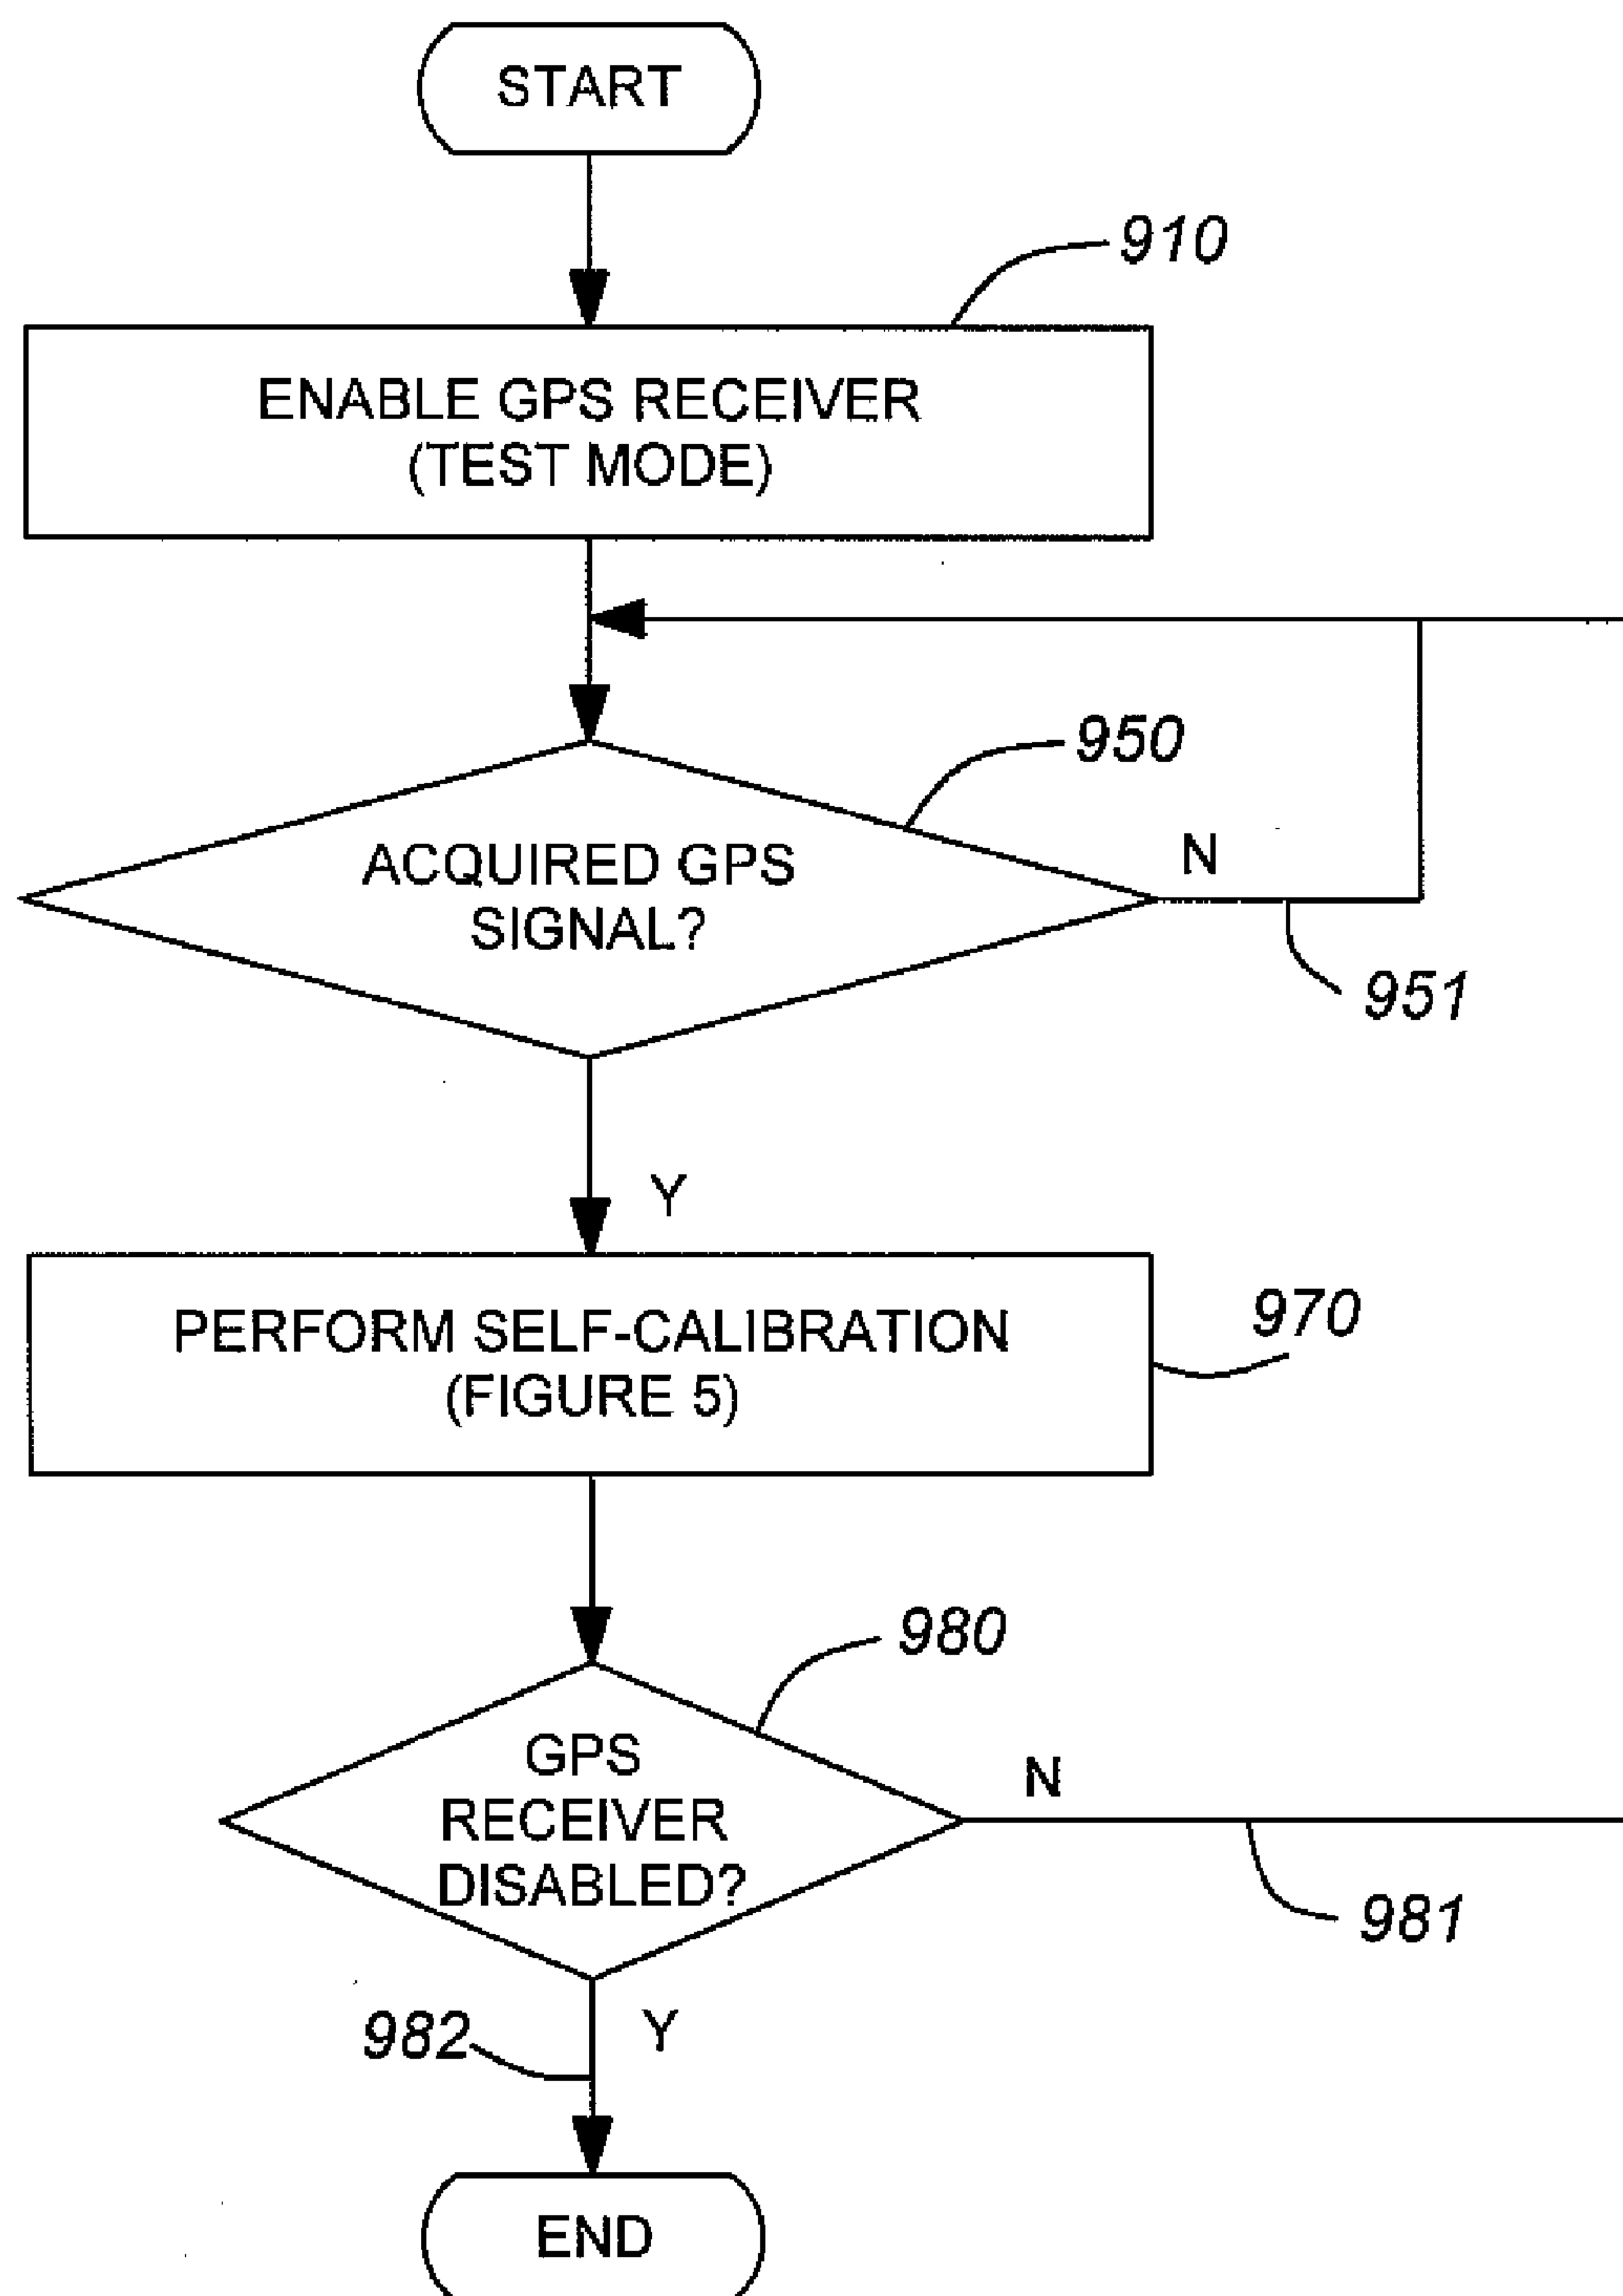 START
910
ENABLE GPS RECEIVER
(TEST MODE)
950
ACQUIRED GPS
SIGNAL?
N
951
Y
PERFORM SELF-CALIBRATION
(FIGURE 5)
970
980
GPS
RECEIVER
DISABLED?
N
981
982
Y
END